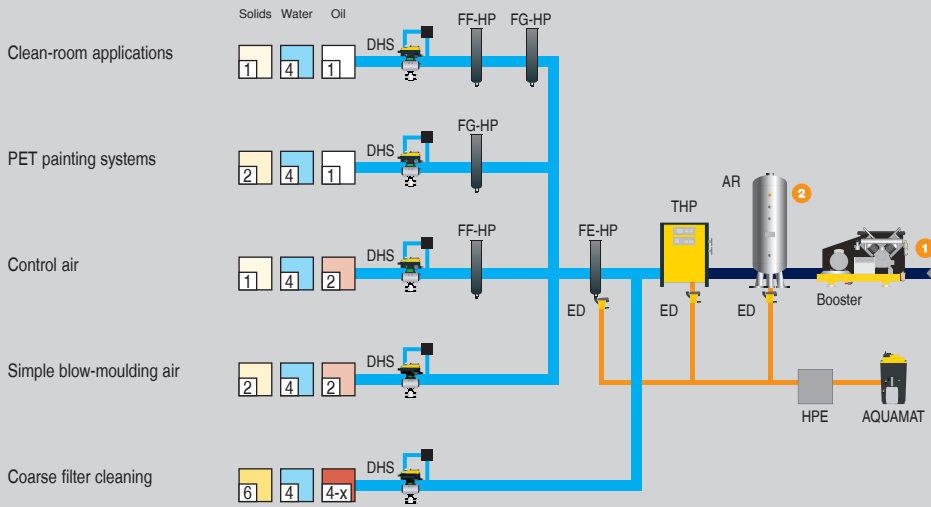 Solids Water Oil
Clean-room applications
1 4 1
DHS
FF-HP
FG-HP
PET painting systems
2 4 1
DHS
FG-HP
Control air
1 4 2
DHS
FF-HP
FE-HP
THP
AR
2
1
Booster
ED
ED
ED
Simple blow-moulding air
2 4 2
DHS
HPE
AQUAMAT
Coarse filter cleaning
6 4 4-x
DHS